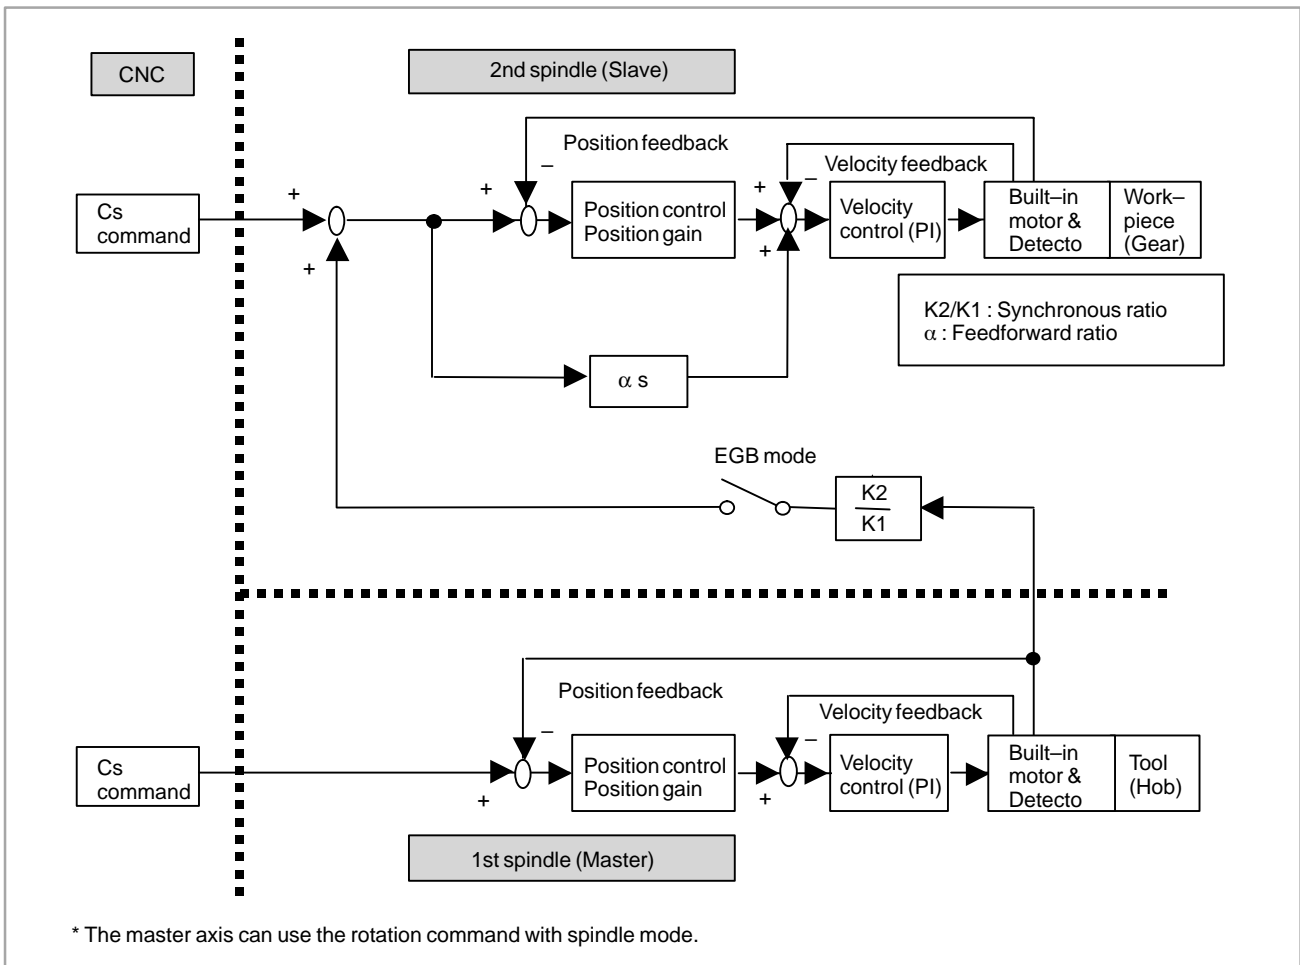 CNC
2nd spindle (Slave)
Position feedback
–
Velocity feedback
–
+
+
+
Cs
command
Position control
Position gain
Velocity
control (PI)
Built–in
motor &
Detecto
Work–
piece
(Gear)
+
+
K2/K1 : Synchronous ratio
α : Feedforward ratio
α s
EGB mode
K2
K1
Position feedback
–
Velocity feedback
–
Cs
command
+
Position control
Position gain
+
Velocity
control (PI)
Built–in
motor &
Detecto
Tool
(Hob)
1st spindle (Master)
* The master axis can use the rotation command with spindle mode.